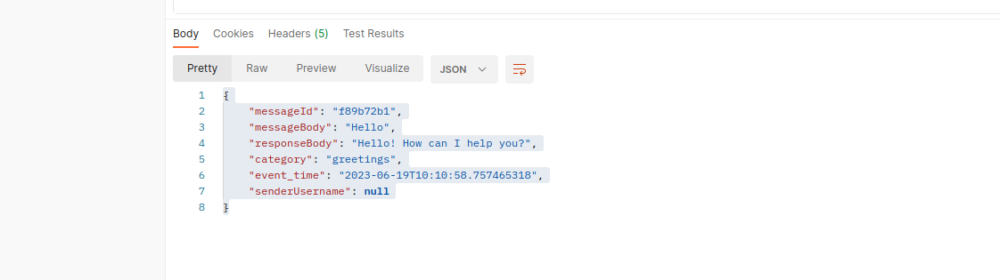 Body Cookies Headers (5) Test Results
Pretty Raw Preview Visualize JSON
1 {
2 "messageId": "f89b72b1",
3 "messageBody": "Hello",
4 "responseBody": "Hello! How can I help you?",
5 "category": "greetings",
6 "event_time": "2023-06-19T10:10:58.757465318",
7 "senderUsername": null
8 }